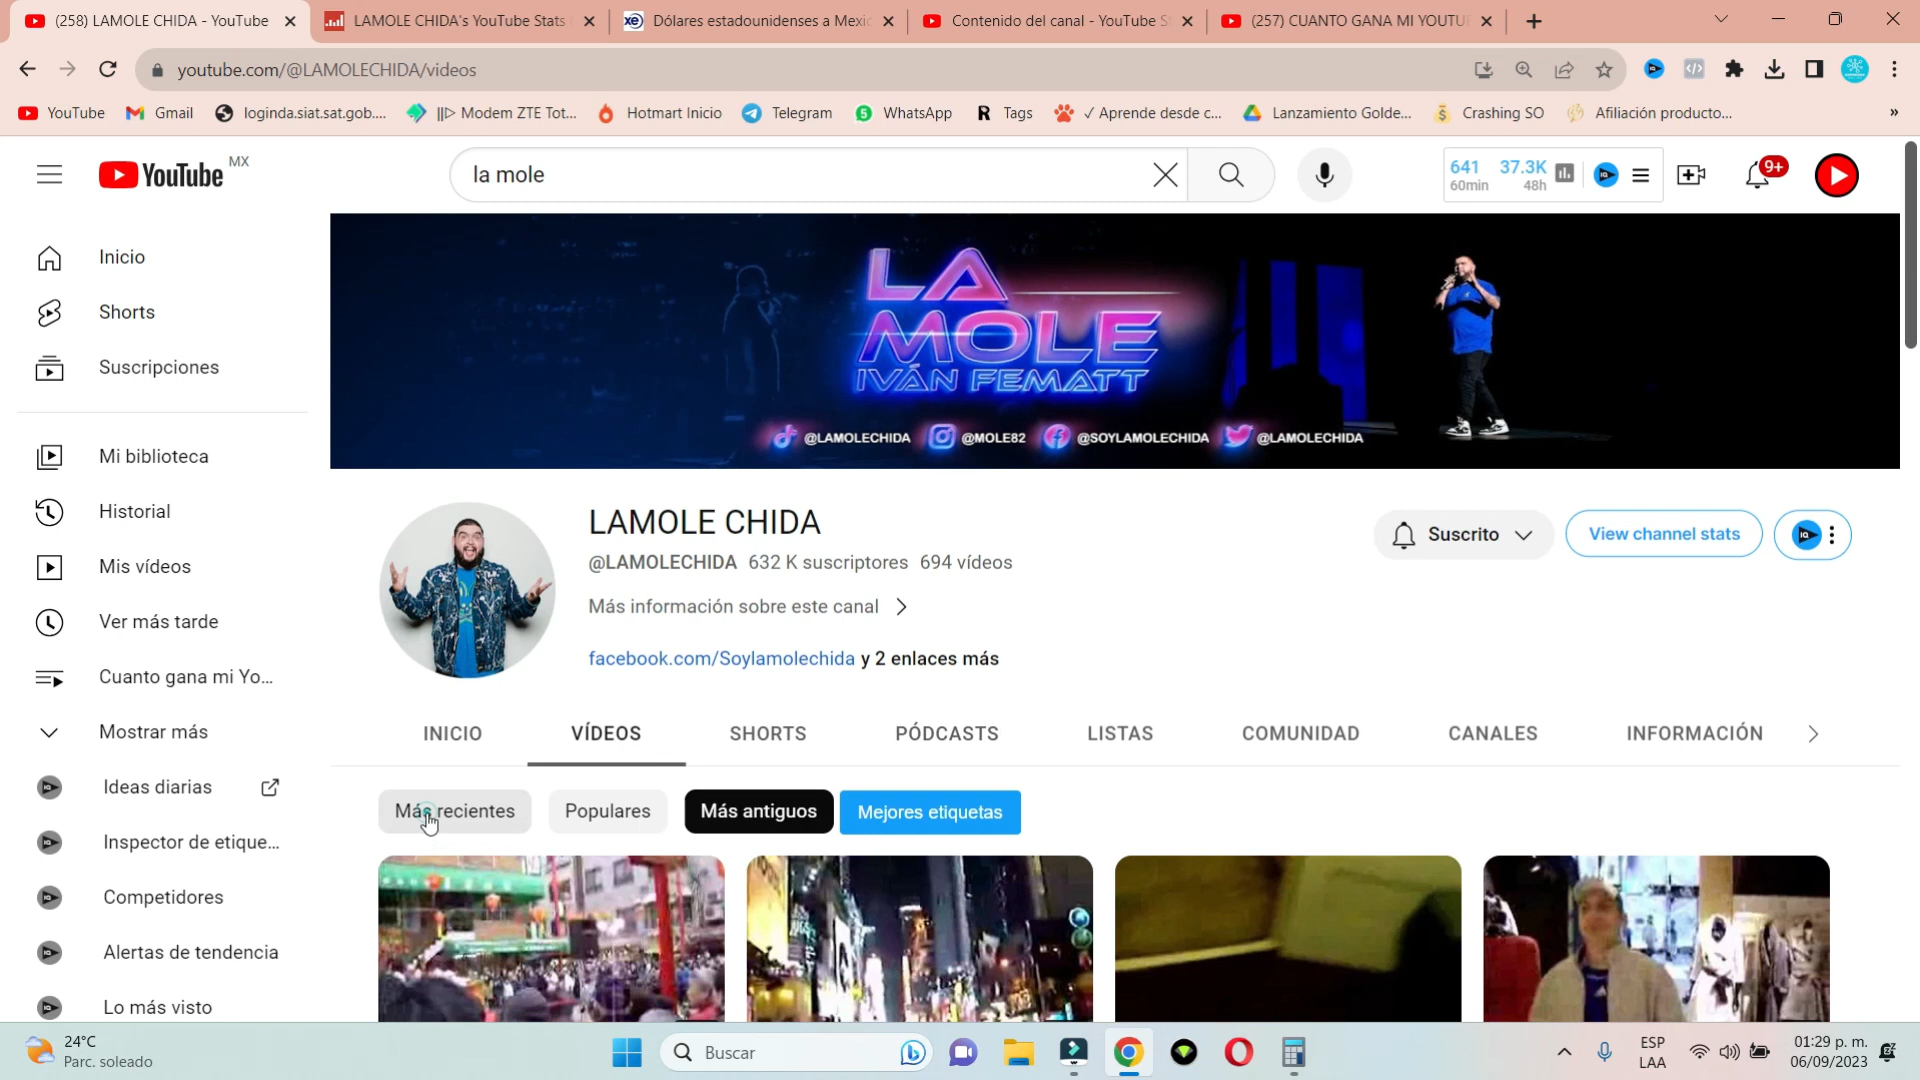 (258) LAMOLE CHIDA - YouTube
LAMOLE CHIDA's YouTube Stats
Dólares estadounidenses a Mexic
Contenido del canal - YouTube S
(257) CUANTO GANA MI YOUTU
youtube.com/@LAMOLECHIDA/videos
YouTube
Gmail
loginda.siat.sat.gob....
||▷ Modem ZTE Tot...
Hotmart Inicio
Telegram
WhatsApp
Tags
✓ Aprende desde c...
Lanzamiento Golde...
Crashing SO
Afiliación producto...
»
YouTube MX
la mole
641 60min
37.3K 48h
9+
Inicio
Shorts
Suscripciones
Mi biblioteca
Historial
Mis vídeos
Ver más tarde
Cuanto gana mi Yo...
Mostrar más
Ideas diarias
Inspector de etique...
Competidores
Alertas de tendencia
Lo más visto
LA
MOLE
IVÁN FEMATT
@LAMOLECHIDA @MOLE82 @SOYLAMOLECHIDA @LAMOLECHIDA
LAMOLE CHIDA
@LAMOLECHIDA 632 K suscriptores 694 vídeos
Más información sobre este canal
facebook.com/Soylamolechida y 2 enlaces más
Suscrito
View channel stats
INICIO VÍDEOS SHORTS PÓDCASTS LISTAS COMUNIDAD CANALES INFORMACIÓN
Más recientes Populares Más antiguos Mejores etiquetas
24°C
Parc. soleado
Buscar
ESP
LAA
01:29 p. m.
06/09/2023